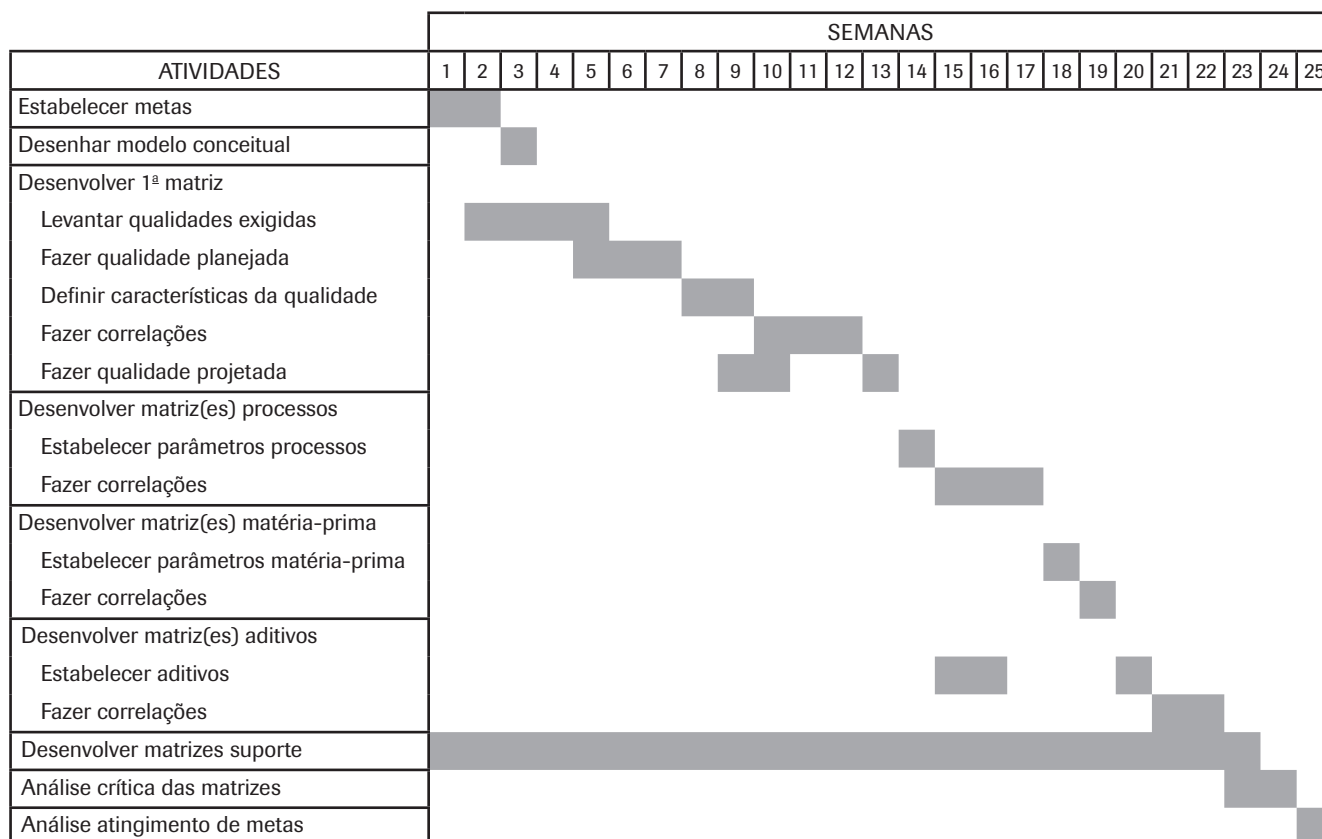 SEMANAS
ATIVIDADES 1 2 3 4 5 6 7 8 9 10 11 12 13 14 15 16 17 18 19 20 21 22 23 24 25
Estabelecer metas
Desenhar modelo conceitual
Desenvolver 1ª matriz
Levantar qualidades exigidas
Fazer qualidade planejada
Definir características da qualidade
Fazer correlações
Fazer qualidade projetada
Desenvolver matriz(es) processos
Estabelecer parâmetros processos
Fazer correlações
Desenvolver matriz(es) matéria-prima
Estabelecer parâmetros matéria-prima
Fazer correlações
Desenvolver matriz(es) aditivos
Estabelecer aditivos
Fazer correlações
Desenvolver matrizes suporte
Análise crítica das matrizes
Análise atingimento de metas